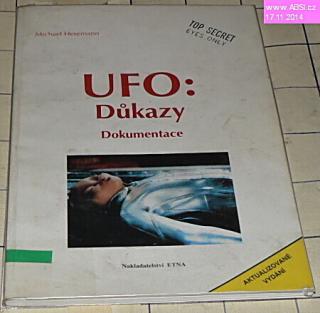 www.ABSi.cz
17.11.2014
Michael Hesemann
TOP SECRET
EYES ONLY
UFO:
Důkazy
Dokumentace
Nakladatelství ETNA
AKTUALIZOVANÉ
VYDÁNÍ